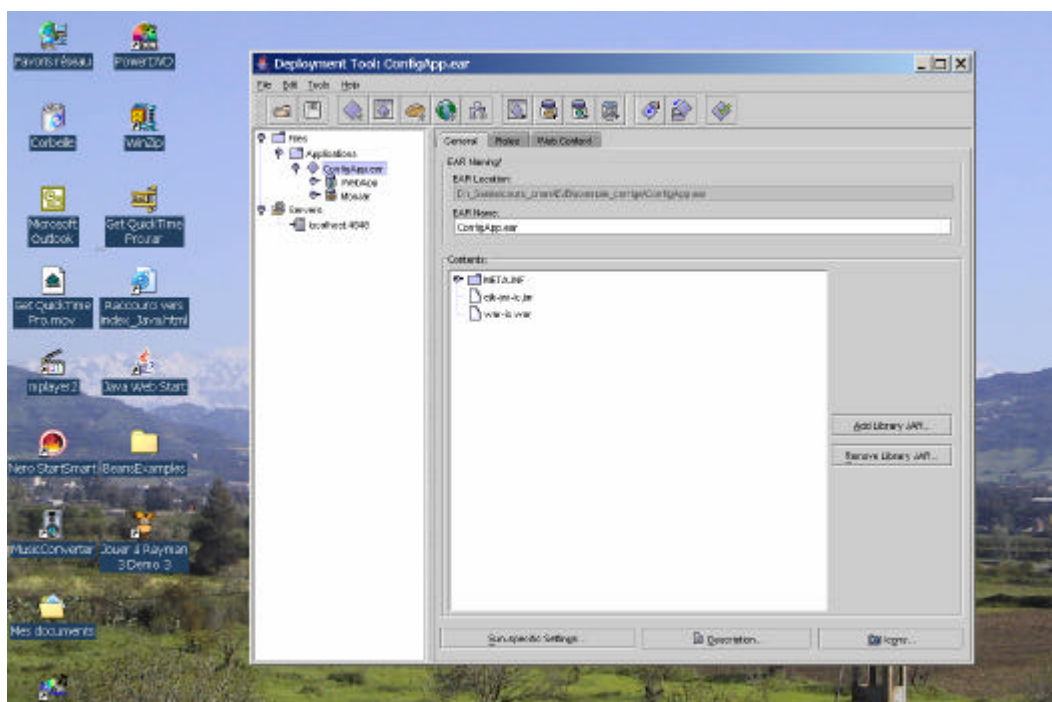 Favoris réseau
PowerDVD
Corbeille
WinZip
Microsoft
Outlook
Get QuickTime
Pro.rar
Get QuickTime
Pro.mov
Raccourci vers
index_Java.html
mplayer2
Java Web Start
Nero StartSmart
BeansExamples
MusicConverter
Jouer à Rayman
3 Demo 3
Mes documents
Deployment Tool: ConfigApp.ear
File Edit Tools Help
Files
Applications
ConfigApp.ear
WebApp
Servers
localhost:4848
General
Roles
Web Context
EAR Naming
EAR Location:
EAR Name:
ConfigApp.ear
Contents:
META-INF
war-ic.war
Add Library JAR...
Remove Library JAR...
Sun-specific Settings...
Description...
Icons...